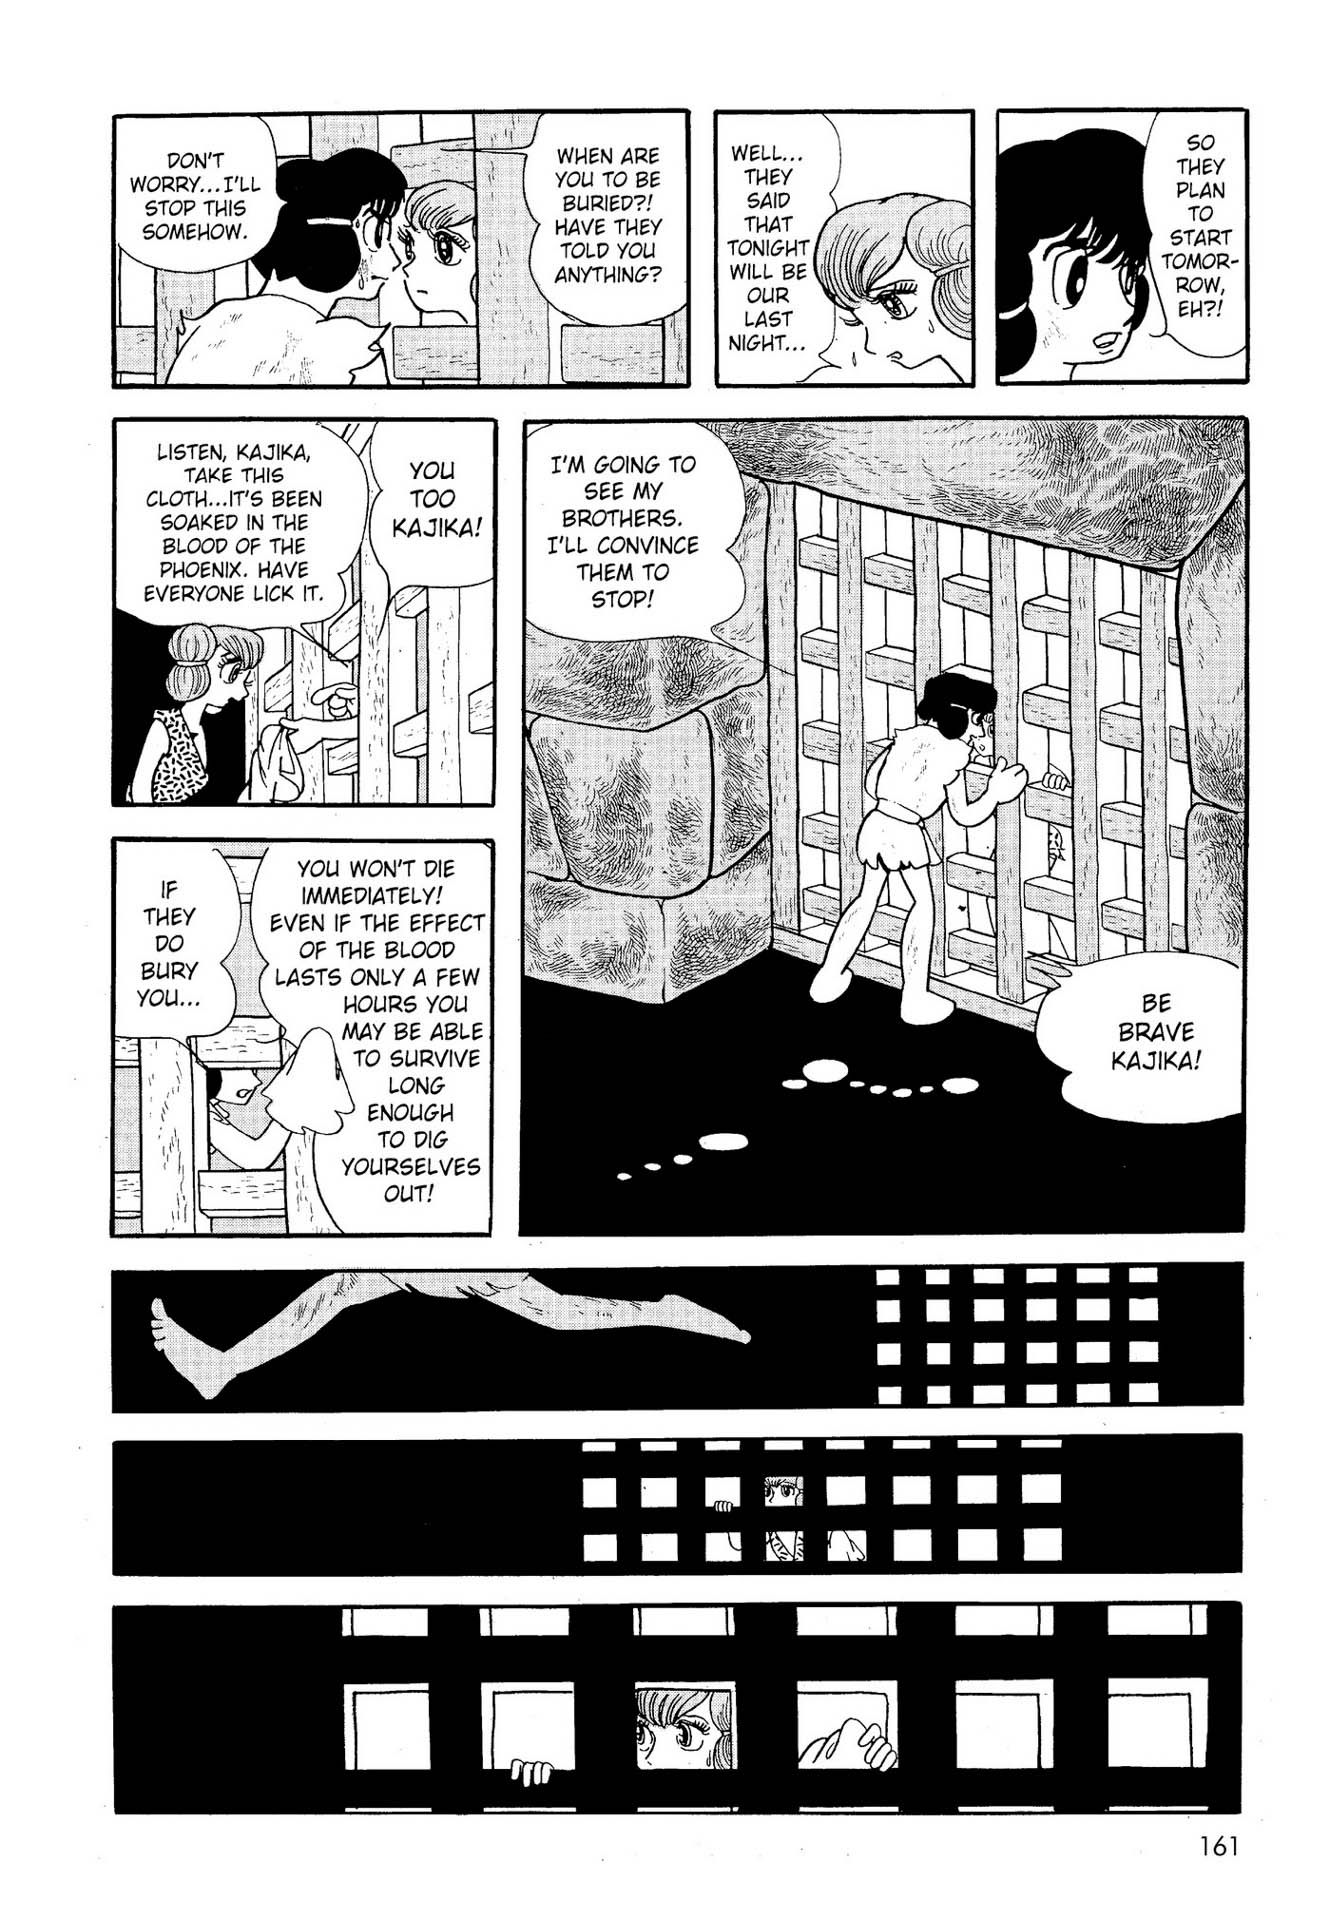 DON'T
WORRY...I'LL
STOP THIS
SOMEHOW.
WHEN ARE
YOU TO BE
BURIED?!
HAVE THEY
TOLD YOU
ANYTHING?
WELL...
THEY
SAID
THAT
TONIGHT
WILL BE
OUR
LAST
NIGHT...
SO
THEY
PLAN
TO
START
TOMOR-
ROW,
EH?!
LISTEN, KAJIKA,
TAKE THIS
CLOTH...IT'S BEEN
SOAKED IN THE
BLOOD OF THE
PHOENIX. HAVE
EVERYONE LICK IT.
YOU
TOO
KAJIKA!
IF
THEY
DO
BURY
YOU...
YOU WON'T DIE
IMMEDIATELY!
EVEN IF THE EFFECT
OF THE BLOOD
LASTS ONLY A FEW
HOURS YOU
MAY BE ABLE
TO SURVIVE
LONG
ENOUGH
TO DIG
YOURSELVES
OUT!
I'M GOING TO
SEE MY
BROTHERS.
I'LL CONVINCE
THEM TO
STOP!
BE
BRAVE
KAJIKA!
161